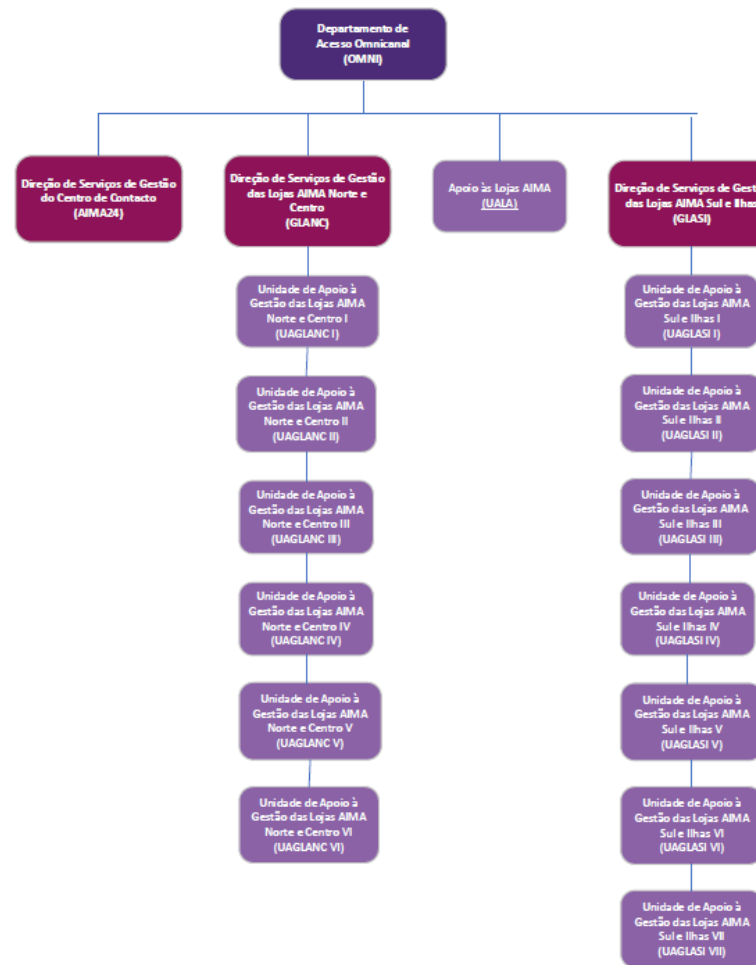 Departamento de
Acesso Omnicanal
(OMNI)
Direção de Serviços de Gestão
do Centro de Contacto
(AIMA24)
Direção de Serviços de Gestão
das Lojas AIMA Norte e
Centro
(GLANC)
Apoio às Lojas AIMA
(UALA)
Direção de Serviços de Gest
das Lojas AIMA Sul e Ilhas
(GLASI)
Unidade de Apoio à
Gestão das Lojas AIMA
Norte e Centro I
(UAGLANC I)
Unidade de Apoio à
Gestão das Lojas AIMA
Norte e Centro II
(UAGLANC II)
Unidade de Apoio à
Gestão das Lojas AIMA
Norte e Centro III
(UAGLANC III)
Unidade de Apoio à
Gestão das Lojas AIMA
Norte e Centro IV
(UAGLANC IV)
Unidade de Apoio à
Gestão das Lojas AIMA
Norte e Centro V
(UAGLANC V)
Unidade de Apoio à
Gestão das Lojas AIMA
Norte e Centro VI
(UAGLANC VI)
Unidade de Apoio à
Gestão das Lojas AIMA
Sul e Ilhas I
(UAGLASI I)
Unidade de Apoio à
Gestão das Lojas AIMA
Sul e Ilhas II
(UAGLASI II)
Unidade de Apoio à
Gestão das Lojas AIMA
Sul e Ilhas III
(UAGLASI III)
Unidade de Apoio à
Gestão das Lojas AIMA
Sul e Ilhas IV
(UAGLASI IV)
Unidade de Apoio à
Gestão das Lojas AIMA
Sul e Ilhas V
(UAGLASI V)
Unidade de Apoio à
Gestão das Lojas AIMA
Sul e Ilhas VI
(UAGLASI VI)
Unidade de Apoio à
Gestão das Lojas AIMA
Sul e Ilhas VII
(UAGLASI VII)